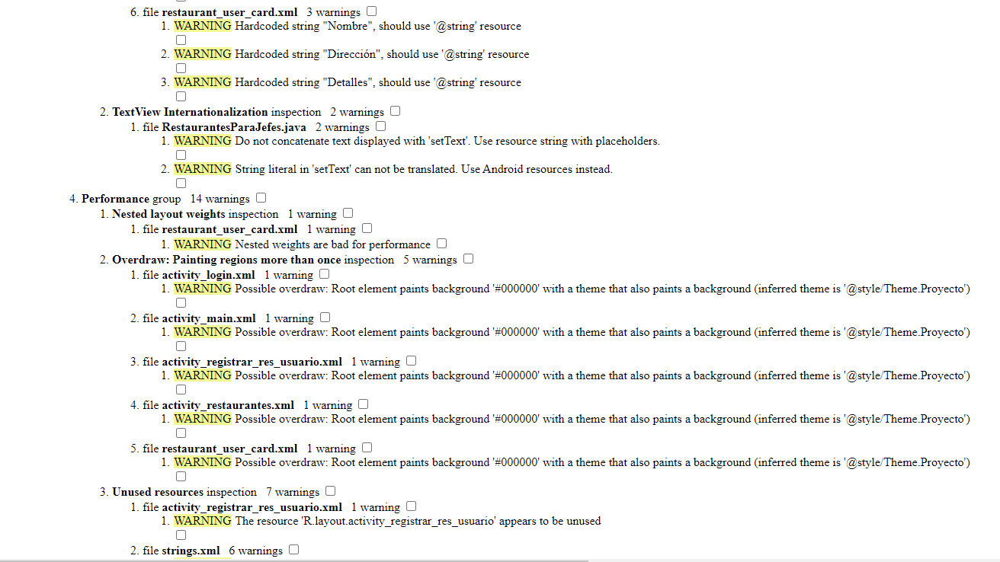 6. file restaurant_user_card.xml 3 warnings
1. WARNING Hardcoded string "Nombre", should use '@string' resource
2. WARNING Hardcoded string "Dirección", should use '@string' resource
3. WARNING Hardcoded string "Detalles", should use '@string' resource
2. TextView Internationalization inspection 2 warnings
1. file RestaurantesParaJefes.java 2 warnings
1. WARNING Do not concatenate text displayed with 'setText'. Use resource string with placeholders.
2. WARNING String literal in 'setText' can not be translated. Use Android resources instead.
4. Performance group 14 warnings
1. Nested layout weights inspection 1 warning
1. file restaurant_user_card.xml 1 warning
1. WARNING Nested weights are bad for performance
2. Overdraw: Painting regions more than once inspection 5 warnings
1. file activity_login.xml 1 warning
1. WARNING Possible overdraw: Root element paints background '#000000' with a theme that also paints a background (inferred theme is '@style/Theme.Proyecto')
2. file activity_main.xml 1 warning
1. WARNING Possible overdraw: Root element paints background '#000000' with a theme that also paints a background (inferred theme is '@style/Theme.Proyecto')
3. file activity_registrar_res_usuario.xml 1 warning
1. WARNING Possible overdraw: Root element paints background '#000000' with a theme that also paints a background (inferred theme is '@style/Theme.Proyecto')
4. file activity_restaurantes.xml 1 warning
1. WARNING Possible overdraw: Root element paints background '#000000' with a theme that also paints a background (inferred theme is '@style/Theme.Proyecto')
5. file restaurant_user_card.xml 1 warning
1. WARNING Possible overdraw: Root element paints background '#000000' with a theme that also paints a background (inferred theme is '@style/Theme.Proyecto')
3. Unused resources inspection 7 warnings
1. file activity_registrar_res_usuario.xml 1 warning
1. WARNING The resource 'R.layout.activity_registrar_res_usuario' appears to be unused
2. file strings.xml 6 warnings